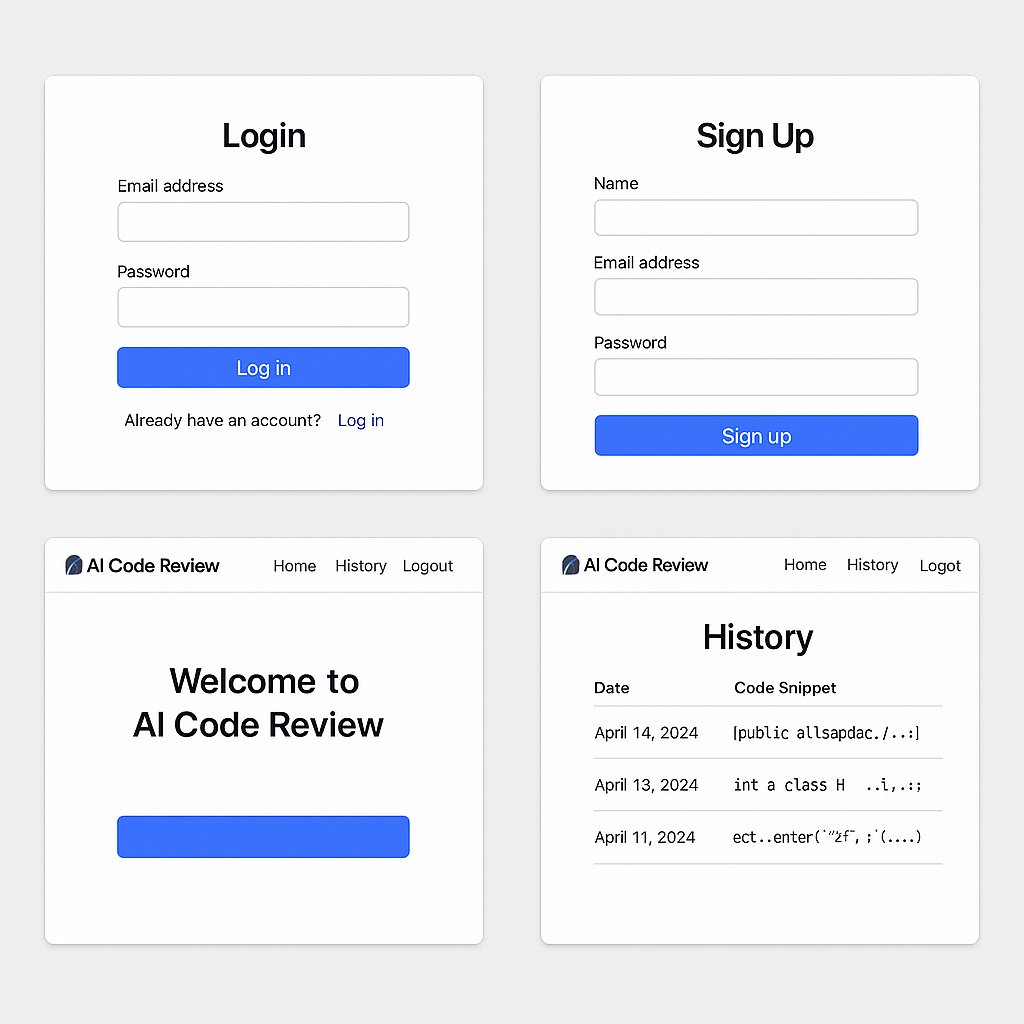 Login
Email address
Password
Log in
Already have an account? Log in
Sign Up
Name
Email address
Password
Sign up
AI Code Review Home History Logout
Welcome to
AI Code Review
AI Code Review Home History Logot
History
Date Code Snippet
April 14, 2024 [public allsapdac./..:]
April 13, 2024 int a class H
April 11, 2024 ect..enter(